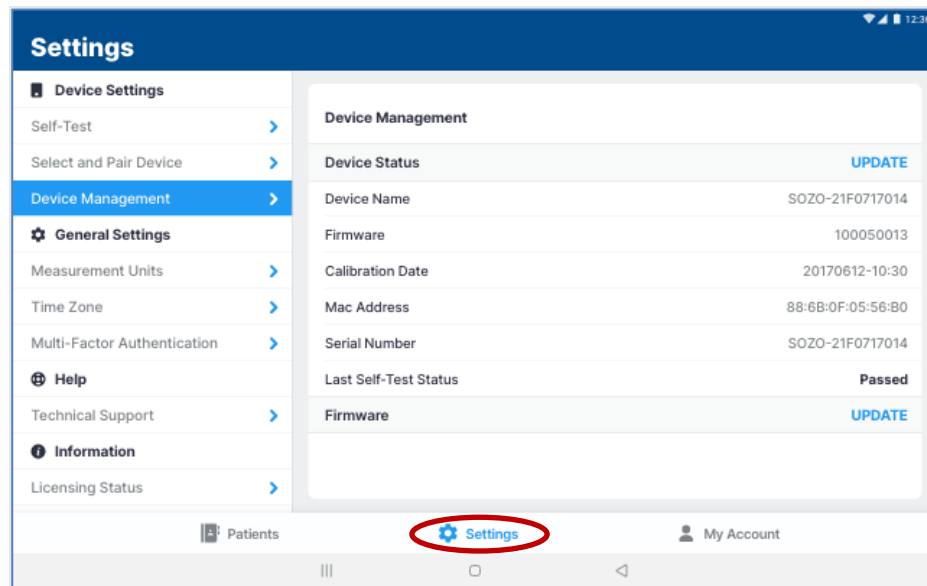 12:36
Settings
Device Settings
Self-Test
Select and Pair Device
Device Management
General Settings
Measurement Units
Time Zone
Multi-Factor Authentication
Help
Technical Support
Information
Licensing Status
Device Management
Device Status UPDATE
Device Name SOZO-21F0717014
Firmware 100050013
Calibration Date 20170612-10:30
Mac Address 88:6B:0F:05:56:B0
Serial Number SOZO-21F0717014
Last Self-Test Status Passed
Firmware UPDATE
Patients Settings My Account